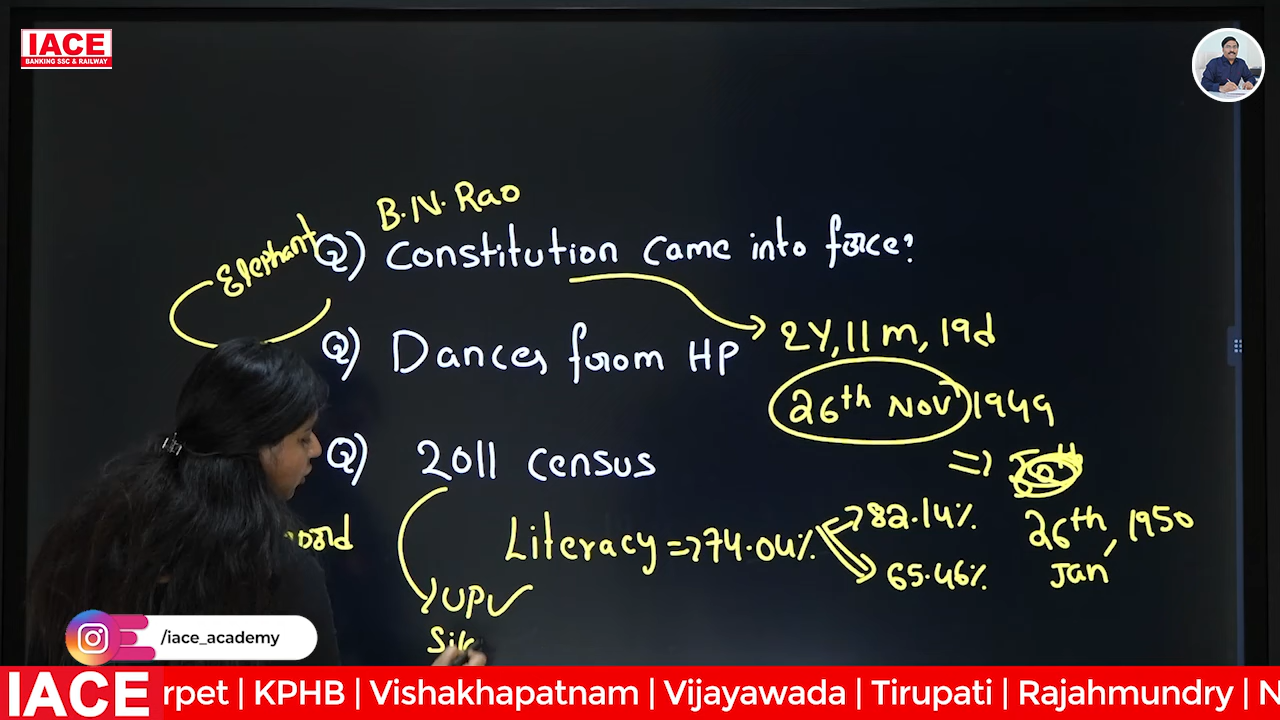 IACE
BANKING SSC & RAILWAY
B.N. Rao
Elephant
Q) Constitution came into force?
2Y, 11 m, 19d
Q) Dances from HP
26th Nov 1949
Q) 2011 census
=>
Literacy => 74.04%
82.14%
65.46%
26th, 1950
Jan
UP
/iace_academy
IACE
rpet | KPHB | Vishakhapatnam | Vijayawada | Tirupati | Rajahmundry | N